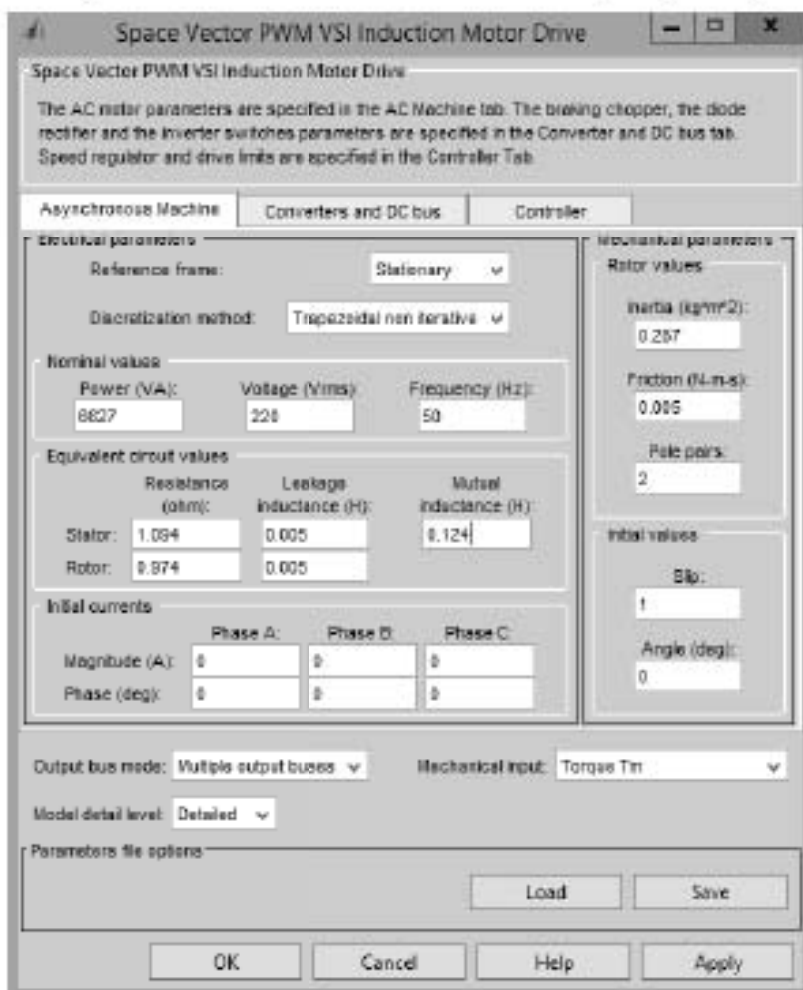 Space Vector PWM VSI Induction Motor Drive
Space Vector PWM VSI Induction Motor Drive
The AC motor parameters are specified in the AC Machine tab. The braking chopper, the diode
rectifier and the inverter switches parameters are specified in the Converter and DC bus tab.
Speed regulator and drive limits are specified in the Controller Tab.
Asynchronous Machine Converters and DC bus Controller
Electrical parameters Mechanical parameters
Reference frame: Stationary
Rotor values
Discretization method: Trapezoidal non iterative
Inertia (kg*m^2):
0.267
Nominal values
Power (VA): Voltage (Vrms): Frequency (Hz):
6827 220 50
Friction (N-m-s):
0.005
Pole pairs:
2
Equivalent circuit values
Resistance (ohm): Leakage inductance (H): Mutual inductance (H):
Stator: 1.094 0.005 0.124
Rotor: 0.974 0.005
Initial values
Slip:
1
Angle (deg):
0
Initial currents
Phase A: Phase B: Phase C:
Magnitude (A): 0 0 0
Phase (deg): 0 0 0
Output bus mode: Multiple output buses Mechanical input: Torque Tm
Model detail level: Detailed
Parameters file options
Load Save
OK Cancel Help Apply